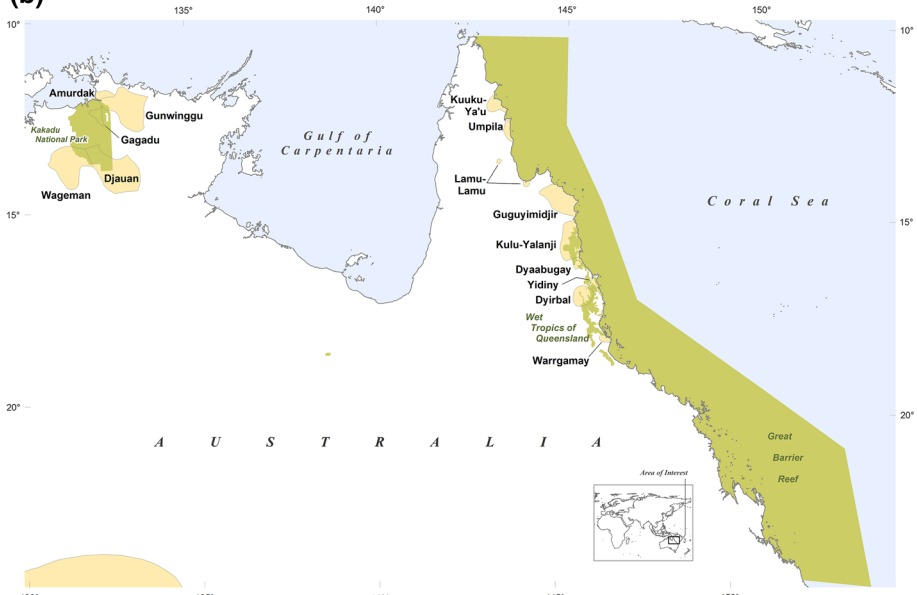 (b)
135°
140°
145°
150°
10°
10°
Amurdak
Gunwinggu
Kakadu
National Park
Gagadu
Djauan
Wageman
Gulf of
Carpentaria
Kuuku-
Ya'u
Umpila
Lamu-
Lamu
Guguyimidjir
Kulu-Yalanji
Dyaabugay
Yidiny
Dyirbal
Wet
Tropics of
Queensland
Warrgamay
Coral Sea
15°
15°
20°
20°
AUSTRALIA
Great
Barrier
Reef
Area of Interest